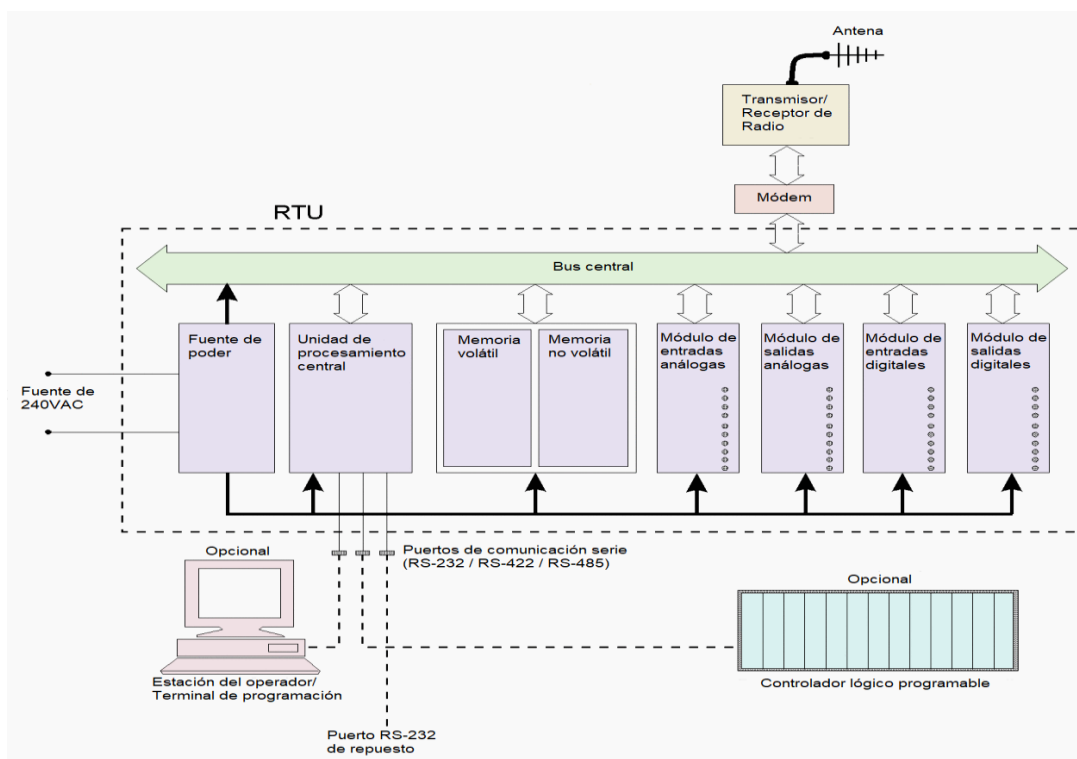 Antena
Transmisor/
Receptor de
Radio
Módem
RTU
Bus central
Fuente de
poder
Unidad de
procesamiento
central
Memoria
volátil
Memoria
no volátil
Módulo de
entradas
análogas
Módulo de
salidas
análogas
Módulo de
entradas
digitales
Módulo de
salidas
digitales
Fuente de
240VAC
Opcional
Puertos de comunicación serie
(RS-232 / RS-422 / RS-485)
Opcional
Estación del operador/
Terminal de programación
Controlador lógico programable
Puerto RS-232
de repuesto